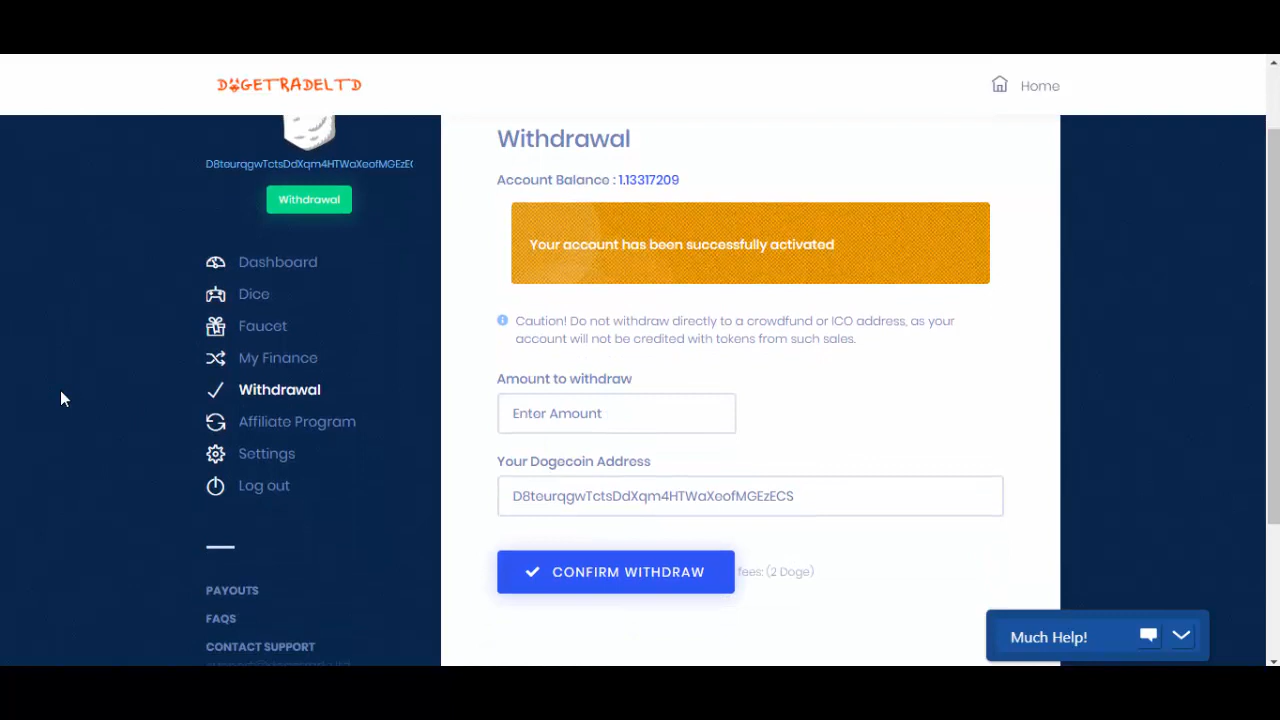 DOGETRADELTD
Home
D8teurqgwTctsDdXqm4HTWaXeofMGEzE
Withdrawal
Dashboard
Dice
Faucet
My Finance
Withdrawal
Affiliate Program
Settings
Log out
PAYOUTS
FAQS
CONTACT SUPPORT
Withdrawal
Account Balance : 1.13317209
Your account has been successfully activated
Caution! Do not withdraw directly to a crowdfund or ICO address, as your
account will not be credited with tokens from such sales.
Amount to withdraw
Enter Amount
Your Dogecoin Address
D8teurqgwTctsDdXqm4HTWaXeofMGEzECS
CONFIRM WITHDRAW
fees: (2 Doge)
Much Help!